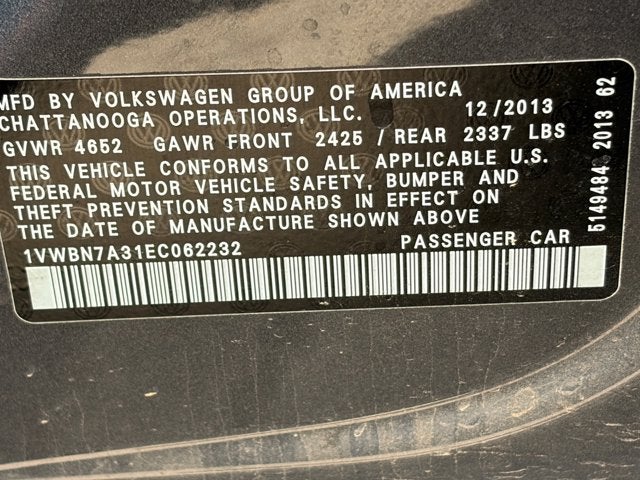 MFD BY VOLKSWAGEN GROUP OF AMERICA
CHATTANOOGA OPERATIONS, LLC. 12/2013
GVWR 4652 GAWR FRONT 2425 / REAR 2337 LBS
THIS VEHICLE CONFORMS TO ALL APPLICABLE U.S.
FEDERAL MOTOR VEHICLE SAFETY, BUMPER AND
THEFT PREVENTION STANDARDS IN EFFECT ON
THE DATE OF MANUFACTURE SHOWN ABOVE
1VWBN7A31EC062232 PASSENGER CAR
5149484 2013 62